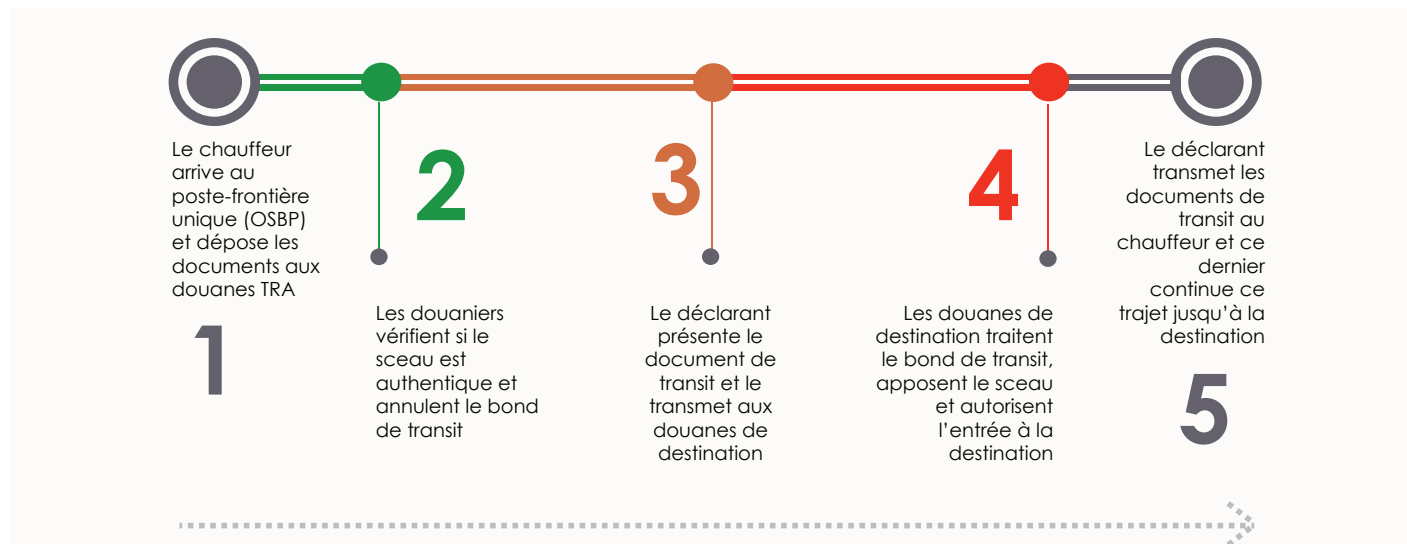 Le chauffeur
arrive au
poste-frontière
unique (OSBP)
et dépose les
documents aux
douanes TRA
1
2
Les douaniers
vérifient si le
sceau est
authentique et
annulent le bond
de transit
3
Le déclarant
présente le
document de
transit et le
transmet aux
douanes de
destination
4
Les douanes de
destination traitent
le bond de transit,
apposent le sceau
et autorisent
l'entrée à la
destination
Le déclarant
transmet les
documents de
transit au
chauffeur et ce
dernier
continue ce
trajet jusqu'à la
destination
5